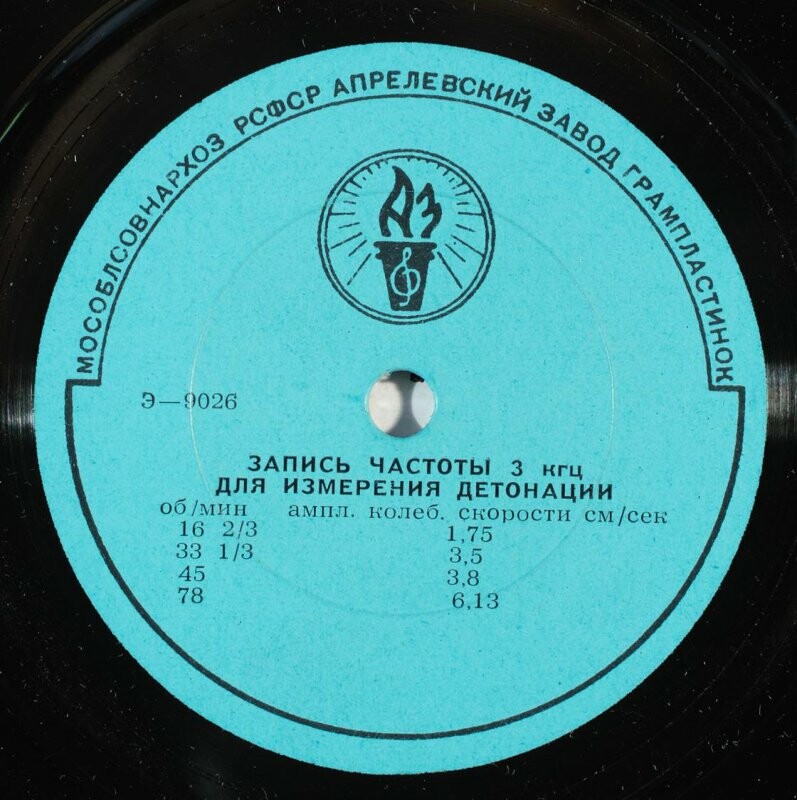 МОСОБЛСОВНАРХОЗ РСФСР АПРЕЛЕВСКИЙ ЗАВОД ГРАМПЛАСТИНОК
АЗ
Э—9026
ЗАПИСЬ ЧАСТОТЫ 3 кгц
ДЛЯ ИЗМЕРЕНИЯ ДЕТОНАЦИИ
об/мин ампл. колеб. скорости см/сек
16 2/3 1,75
33 1/3 3,5
45 3,8
78 6,13